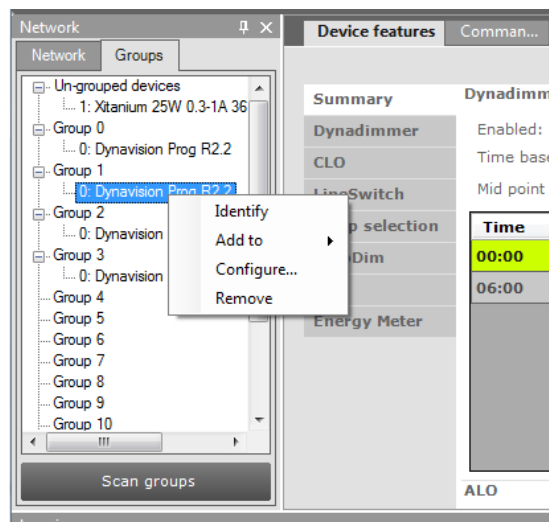 Network
Network Groups
Un-grouped devices
1: Xitanium 25W 0.3-1A 36
Group 0
0: Dynavision Prog R2.2
Group 1
0: Dynavision Prog R2.2
Group 2
0: Dynavision
Group 3
0: Dynavision
Group 4
Group 5
Group 6
Group 7
Group 8
Group 9
Group 10
Scan groups
Identify
Add to
Configure...
Remove
Device features Comman...
Summary
Dynadimmer
CLO
LineSwitch
p selection
Dim
Energy Meter
Dynadimm
Enabled:
Time base
Mid point
Time
00:00
06:00
ALO